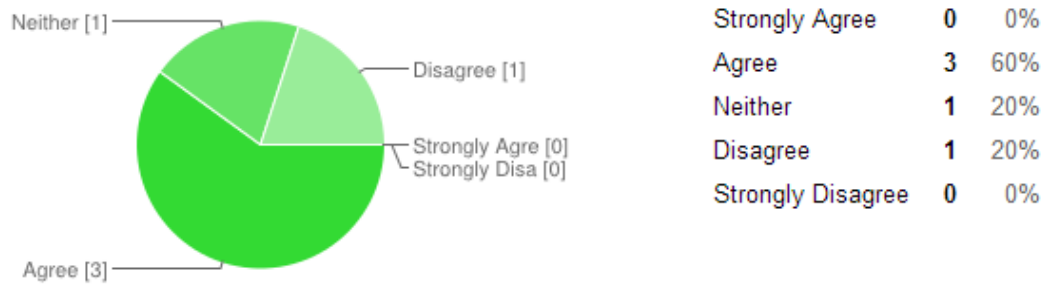 Neither [1]
Disagree [1]
Strongly Agre [0]
Strongly Disa [0]
Agree [3]
Strongly Agree 0 0%
Agree 3 60%
Neither 1 20%
Disagree 1 20%
Strongly Disagree 0 0%